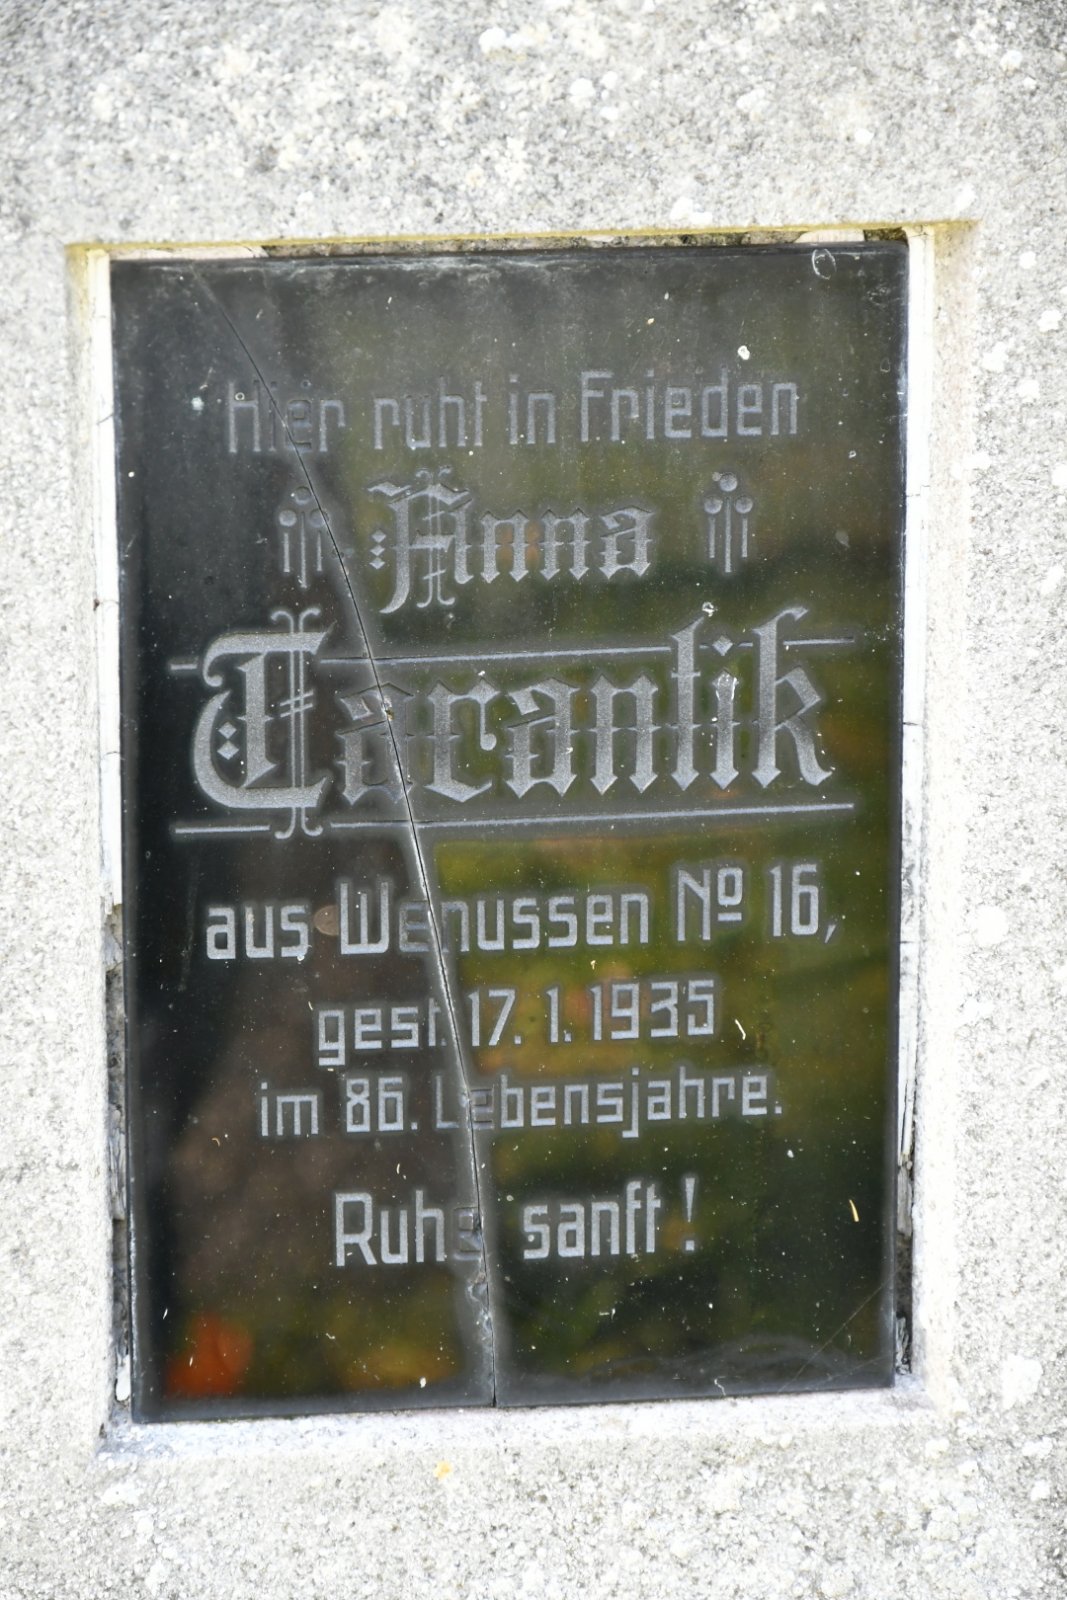 Hier ruht in Frieden
Anna
Tarantik
aus Wenussen Nº 16,
gest. 17. 1. 1935
im 86. Lebensjahre.
Ruhe sanft!